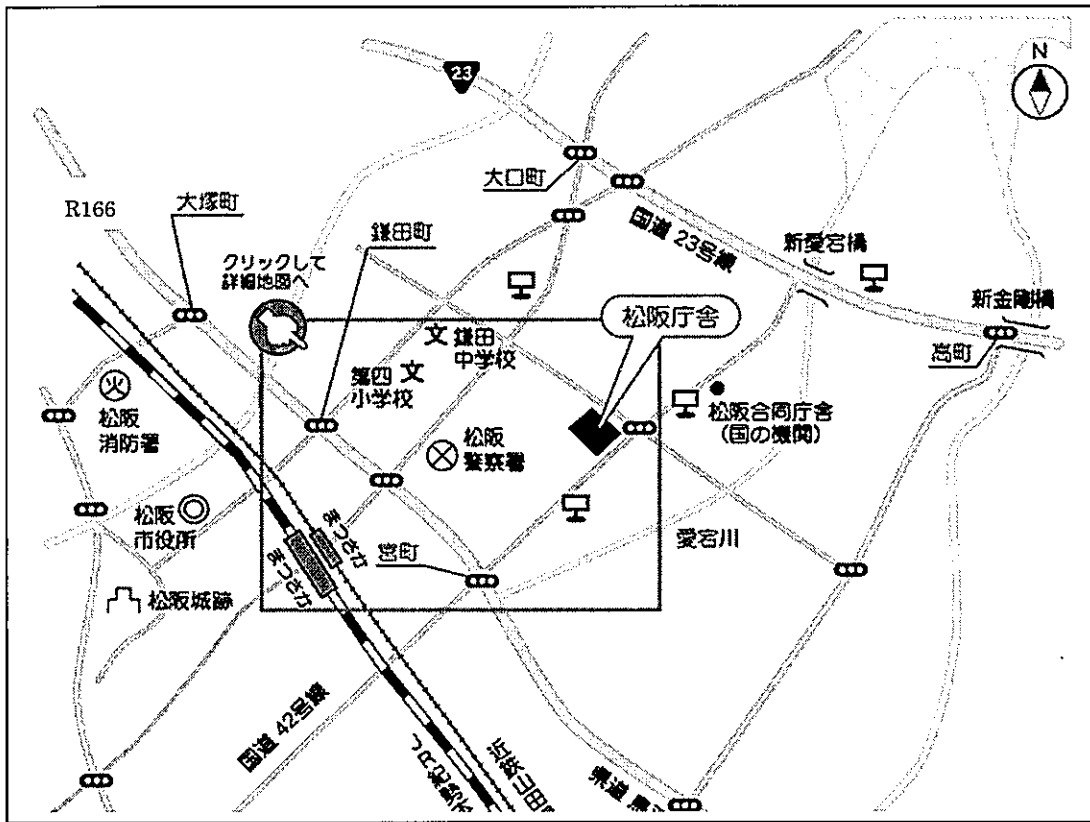 N
23
大口町
大塚町
R166
鎌田町
国道 23号線
新愛宕橋
クリックして
詳細地図へ
松阪庁舎
新金剛橋
文 鎌田
中学校
宮町
第四 文
小学校
火
松阪
消防署
松阪合同庁舎
(国の機関)
松阪
警察署
松阪
市役所
まつさか
まつさか
宮町
愛宕川
松阪城跡
国道 42号線
近鉄山田
JR紀勢本
県道